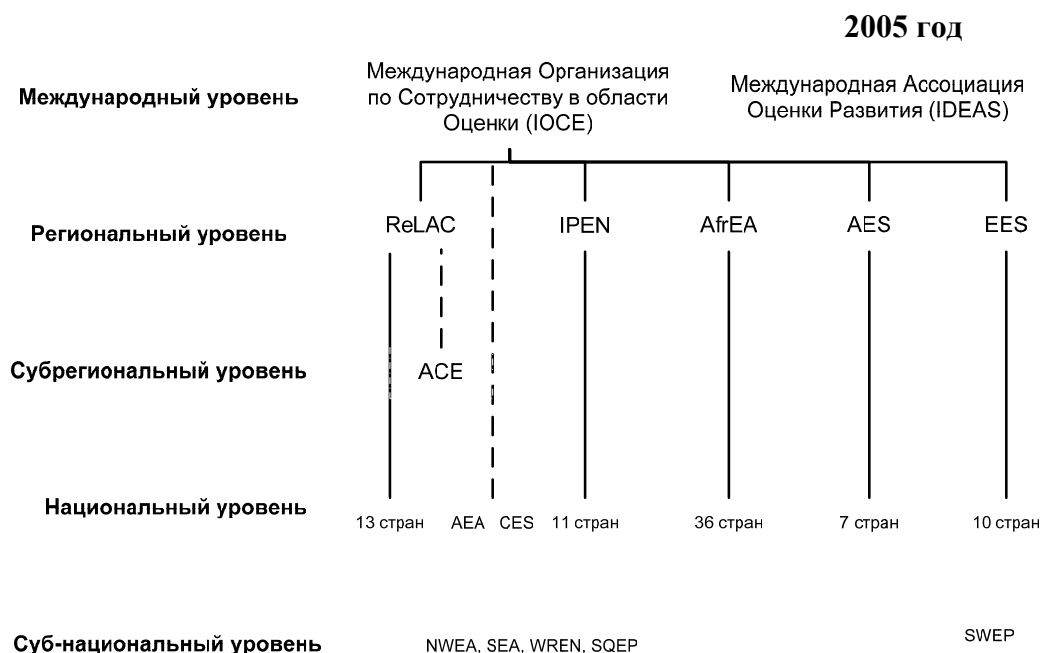 2005 год
Международный уровень
Международная Организация
по Сотрудничеству в области
Оценки (IOCE)
Международная Ассоциация
Оценки Развития (IDEAS)
Региональный уровень
ReLAC
IPEN
AfrEA
AES
EES
Субрегиональный уровень
ACE
Национальный уровень
13 стран
AEA
CES
11 стран
36 стран
7 стран
10 стран
Суб-национальный уровень
NWEA, SEA, WREN, SQEP
SWEP